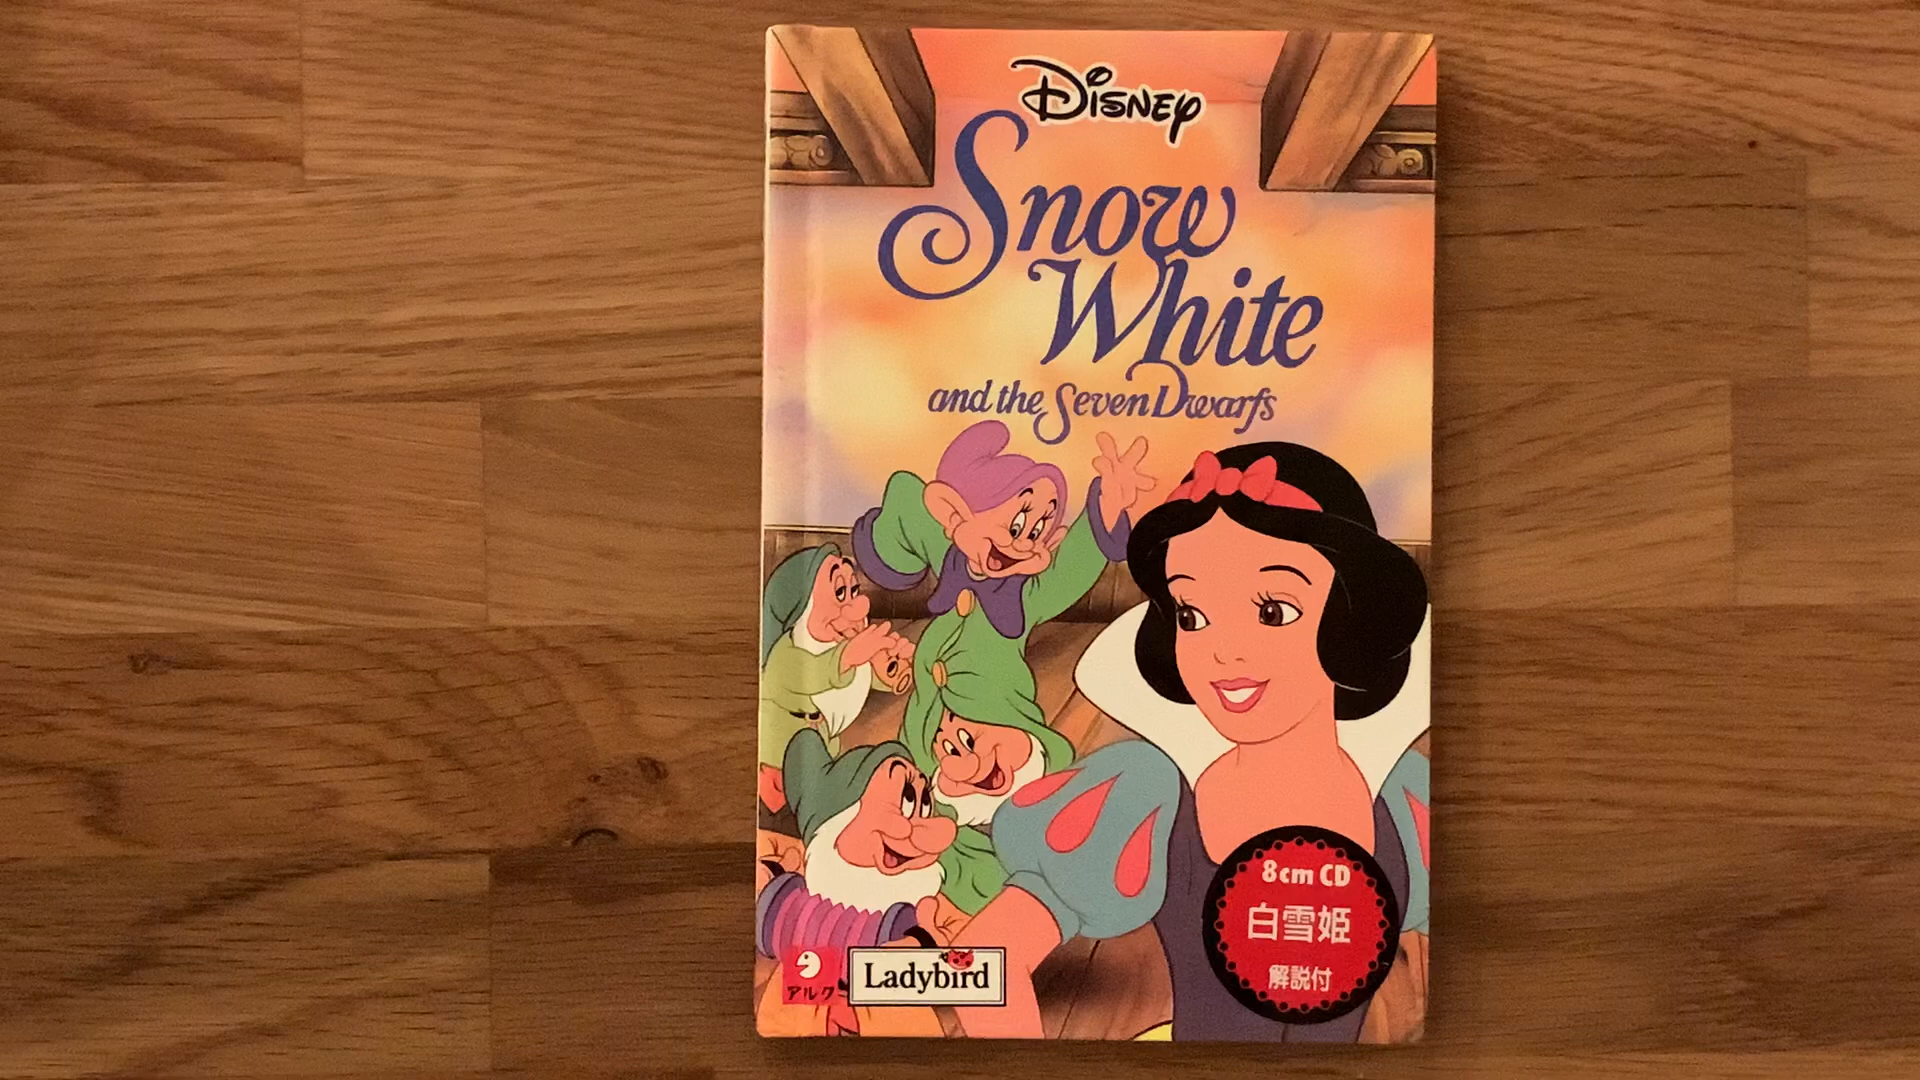 Disney
Snow
White
and the Seven Dwarfs
8cm CD
白雪姫
解説付
アルク
Ladybird